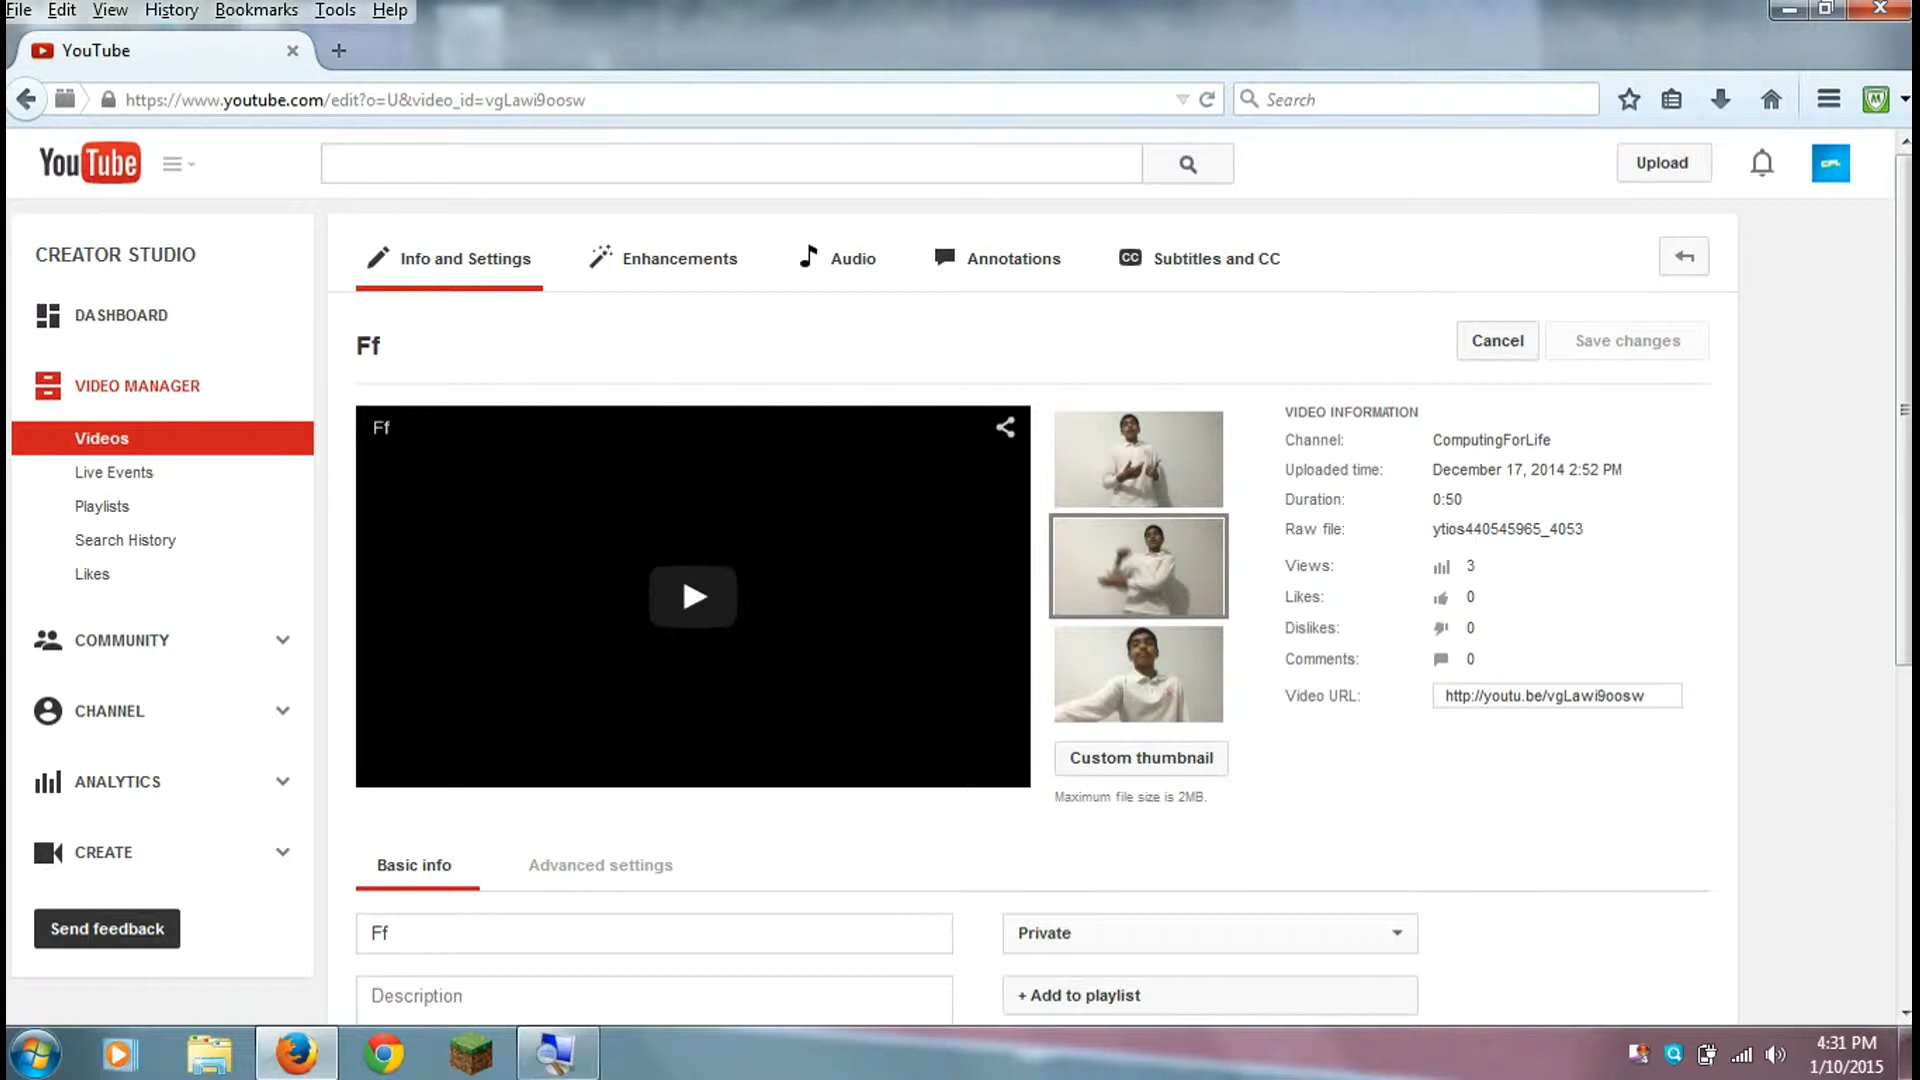 File Edit View History Bookmarks Tools Help
YouTube
https://www.youtube.com/edit?o=U&video_id=vgLawi9oosw
Search
YouTube
Upload
CREATOR STUDIO
DASHBOARD
VIDEO MANAGER
Videos
Live Events
Playlists
Search History
Likes
COMMUNITY
CHANNEL
ANALYTICS
CREATE
Send feedback
Info and Settings
Enhancements
Audio
Annotations
CC Subtitles and CC
Ff
Cancel
Save changes
Ff
Custom thumbnail
Maximum file size is 2MB.
VIDEO INFORMATION
Channel: ComputingForLife
Uploaded time: December 17, 2014 2:52 PM
Duration: 0:50
Raw file: ytios440545965_4053
Views: 3
Likes: 0
Dislikes: 0
Comments: 0
Video URL: http://youtu.be/vgLawi9oosw
Basic info
Advanced settings
Ff
Private
Description
+ Add to playlist
4:31 PM
1/10/2015